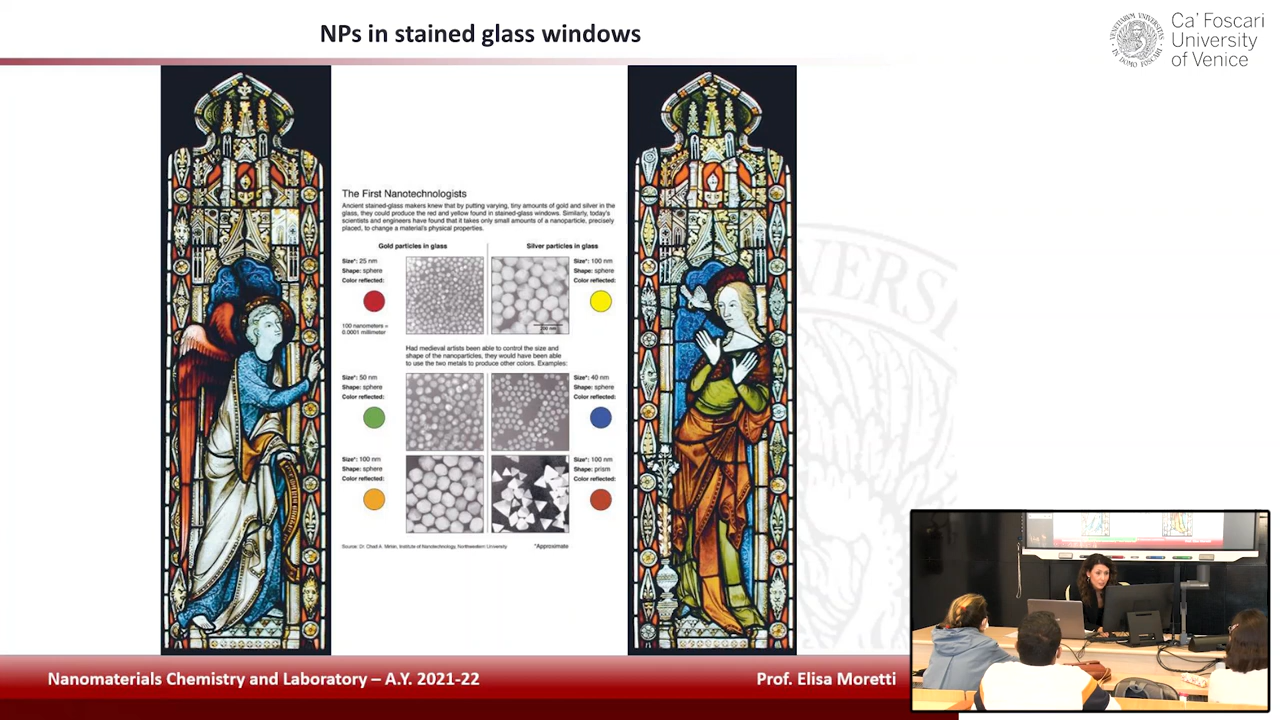 NPs in stained glass windows
Ca' Foscari
University
of Venice
The First Nanotechnologists
Ancient stained-glass makers knew that by putting varying, tiny amounts of gold and silver in the
glass, they could produce the red and yellow found in stained-glass windows. Similarly, today's
scientists and engineers have found that it takes only small amounts of a nanoparticle, precisely
placed, to change a material's physical properties.
Gold particles in glass
Silver particles in glass
Size*: 25 nm
Shape: sphere
Color reflected:
Size*: 100 nm
Shape: sphere
Color reflected:
100 nanometers =
0.0001 millimeter
200 nm
Had medieval artists been able to control the size and
shape of the nanoparticles, they would have been able
to use the two metals to produce other colors. Examples:
Size*: 50 nm
Shape: sphere
Color reflected:
Size*: 40 nm
Shape: sphere
Color reflected:
Size*: 100 nm
Shape: sphere
Color reflected:
Size*: 100 nm
Shape: prism
Color reflected:
Source: Dr. Chad A. Mirkin, Institute of Nanotechnology, Northwestern University
*Approximate
Nanomaterials Chemistry and Laboratory – A.Y. 2021-22
Prof. Elisa Moretti